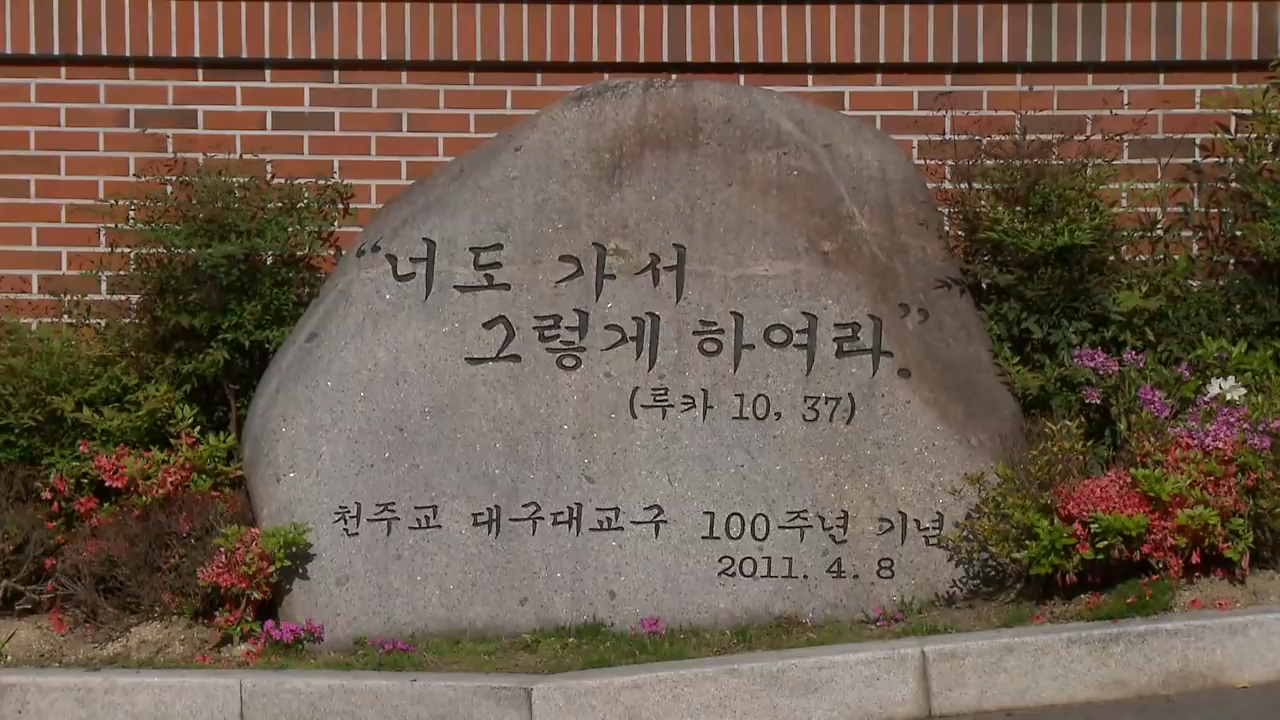 “너도 가서
그렇게 하여라.”
(루카 10, 37)
천주교 대구대교구 100주년 기념
2011. 4. 8